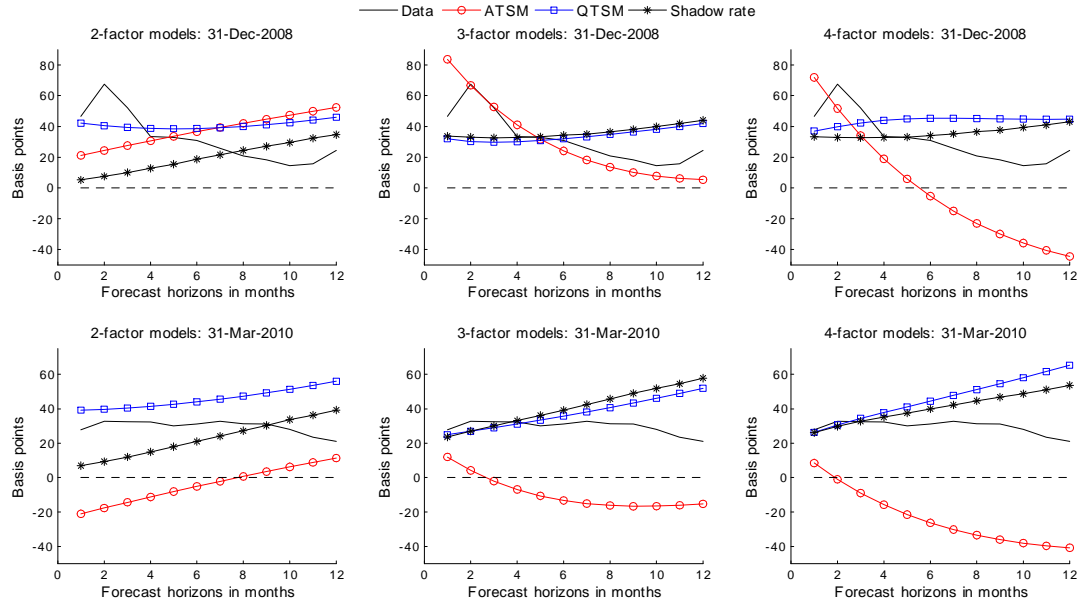 Data ATSM QTSM Shadow rate
2-factor models: 31-Dec-2008
80
60
40
20
0
-20
-40
0 2 4 6 8 10 12
Basis points
Forecast horizons in months
3-factor models: 31-Dec-2008
80
60
40
20
0
-20
-40
0 2 4 6 8 10 12
Basis points
Forecast horizons in months
4-factor models: 31-Dec-2008
80
60
40
20
0
-20
-40
0 2 4 6 8 10 12
Basis points
Forecast horizons in months
2-factor models: 31-Mar-2010
60
40
20
0
-20
-40
0 2 4 6 8 10 12
Basis points
Forecast horizons in months
3-factor models: 31-Mar-2010
60
40
20
0
-20
-40
0 2 4 6 8 10 12
Basis points
Forecast horizons in months
4-factor models: 31-Mar-2010
60
40
20
0
-20
-40
0 2 4 6 8 10 12
Basis points
Forecast horizons in months